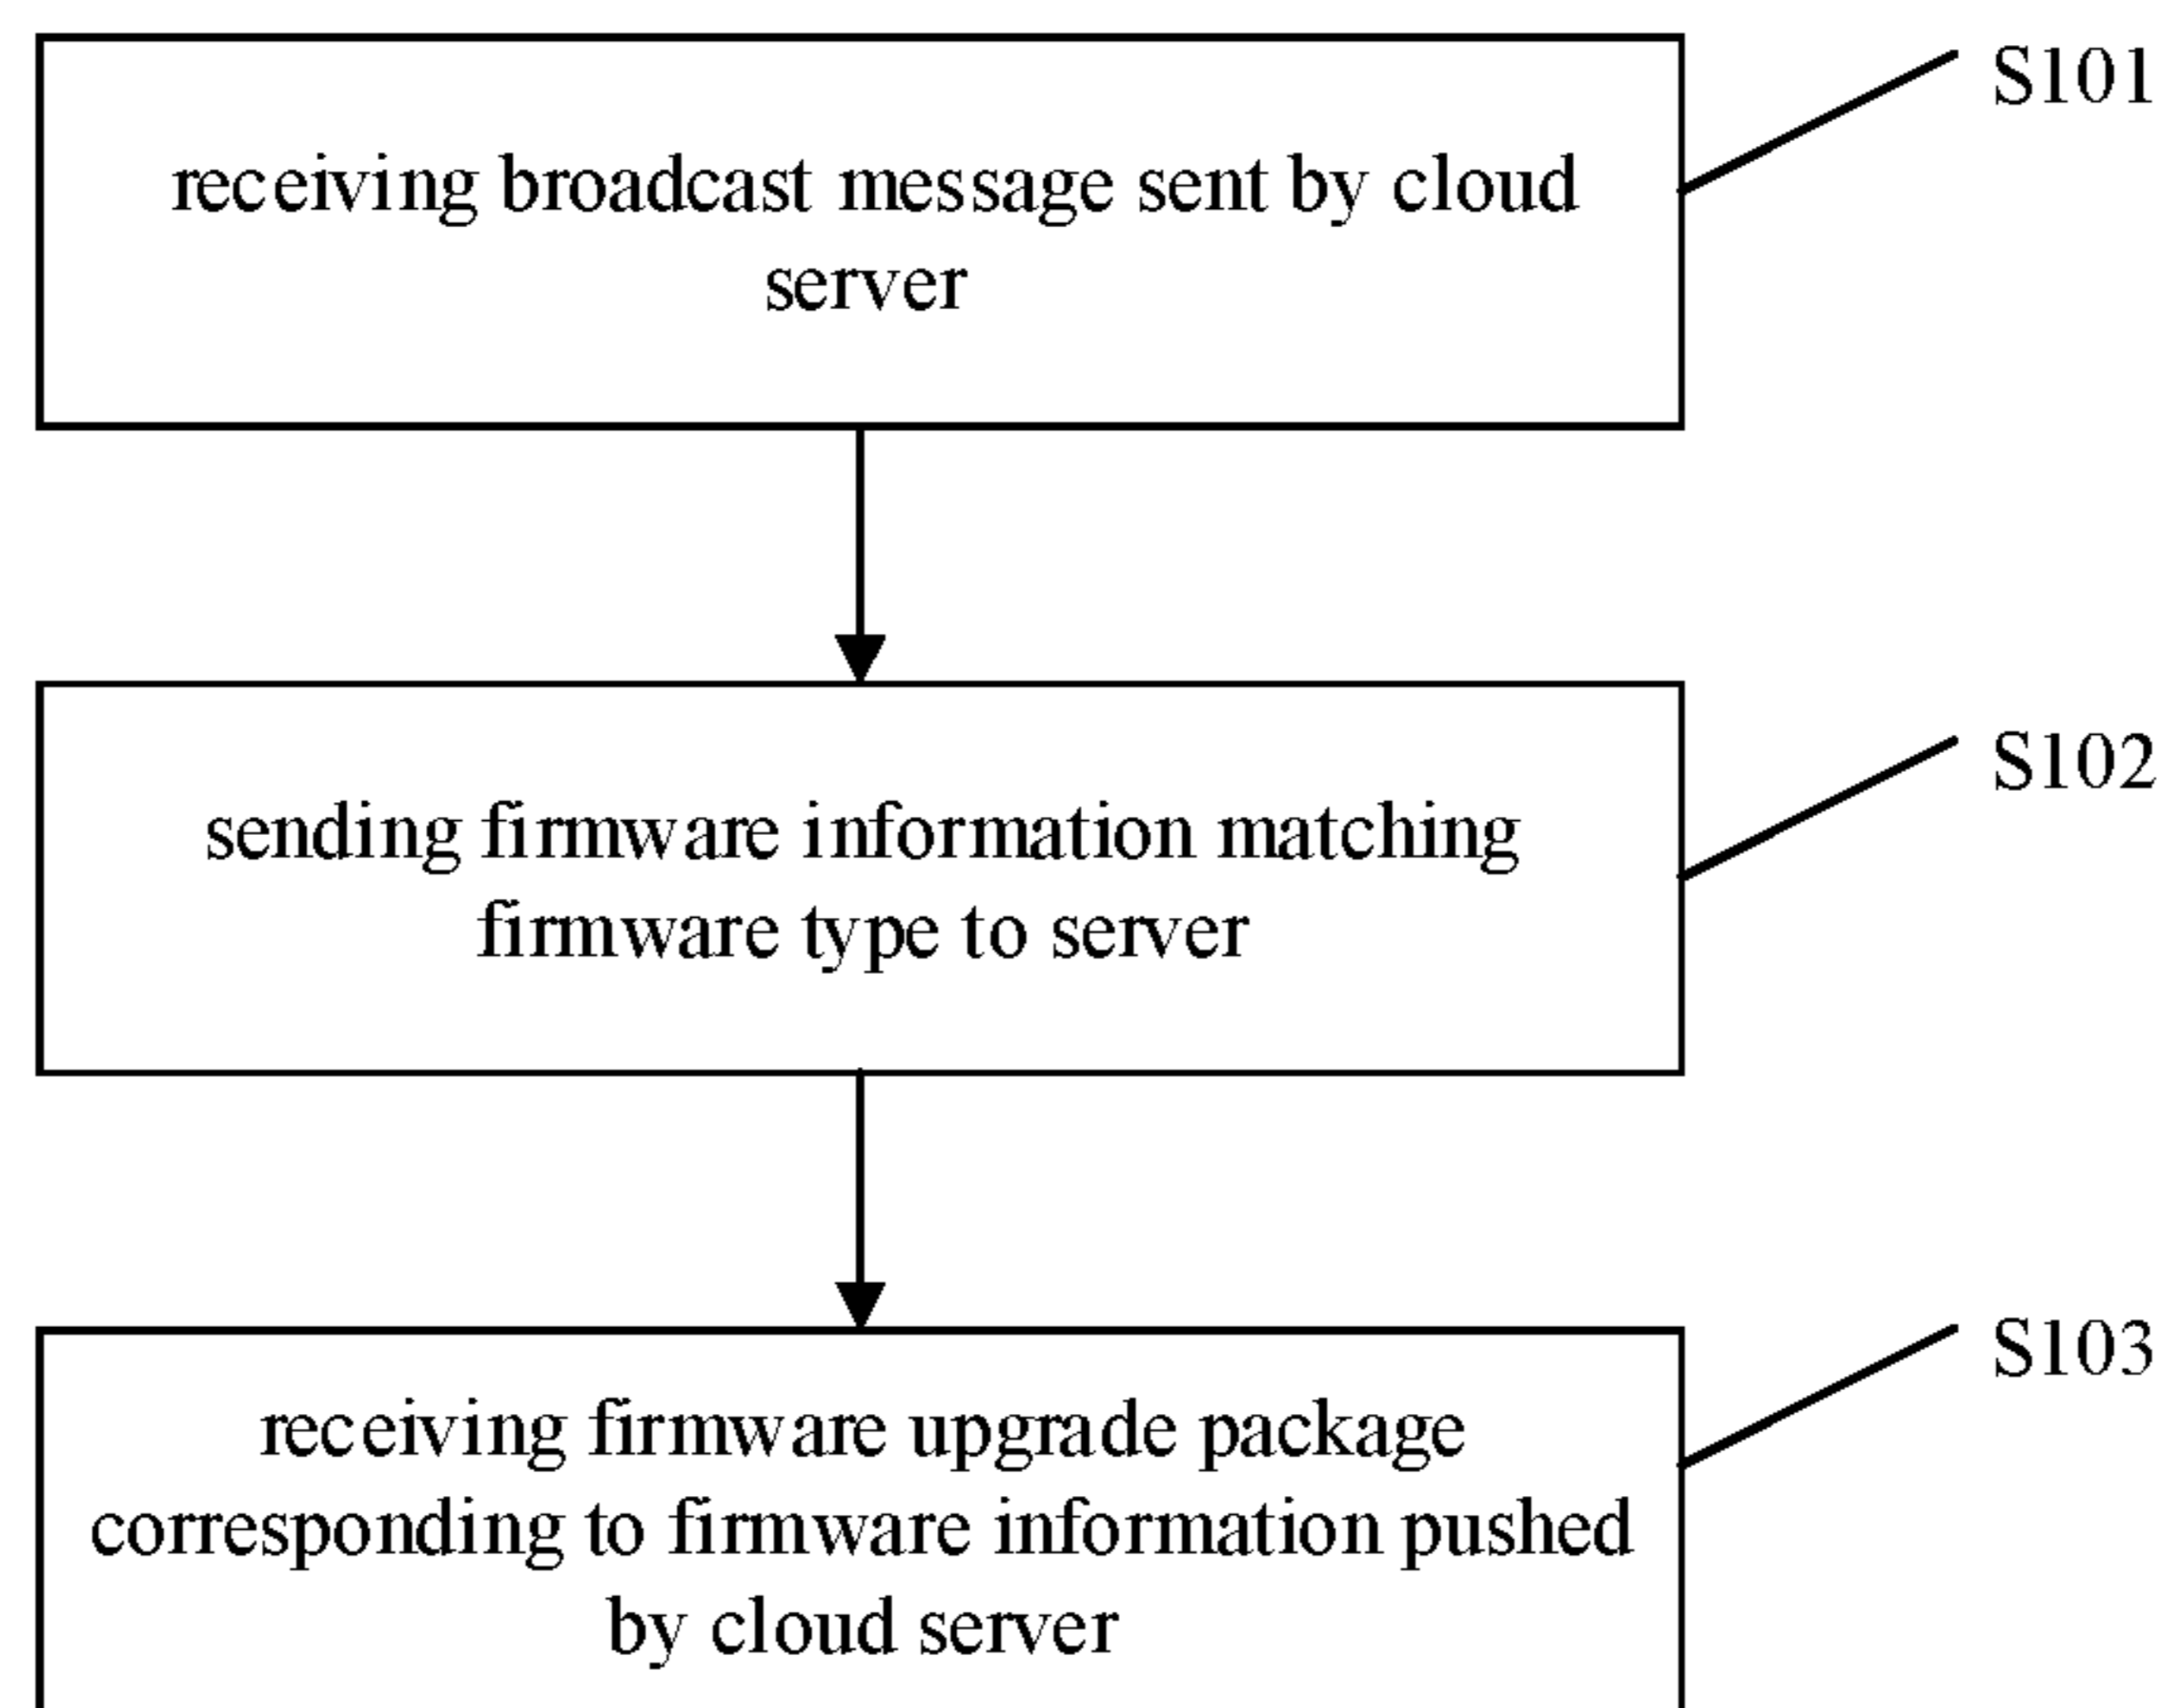 receiving broadcast message sent by cloud
server
S101
sending firmware information matching
firmware type to server
S102
receiving firmware upgrade package
corresponding to firmware information pushed
by cloud server
S103